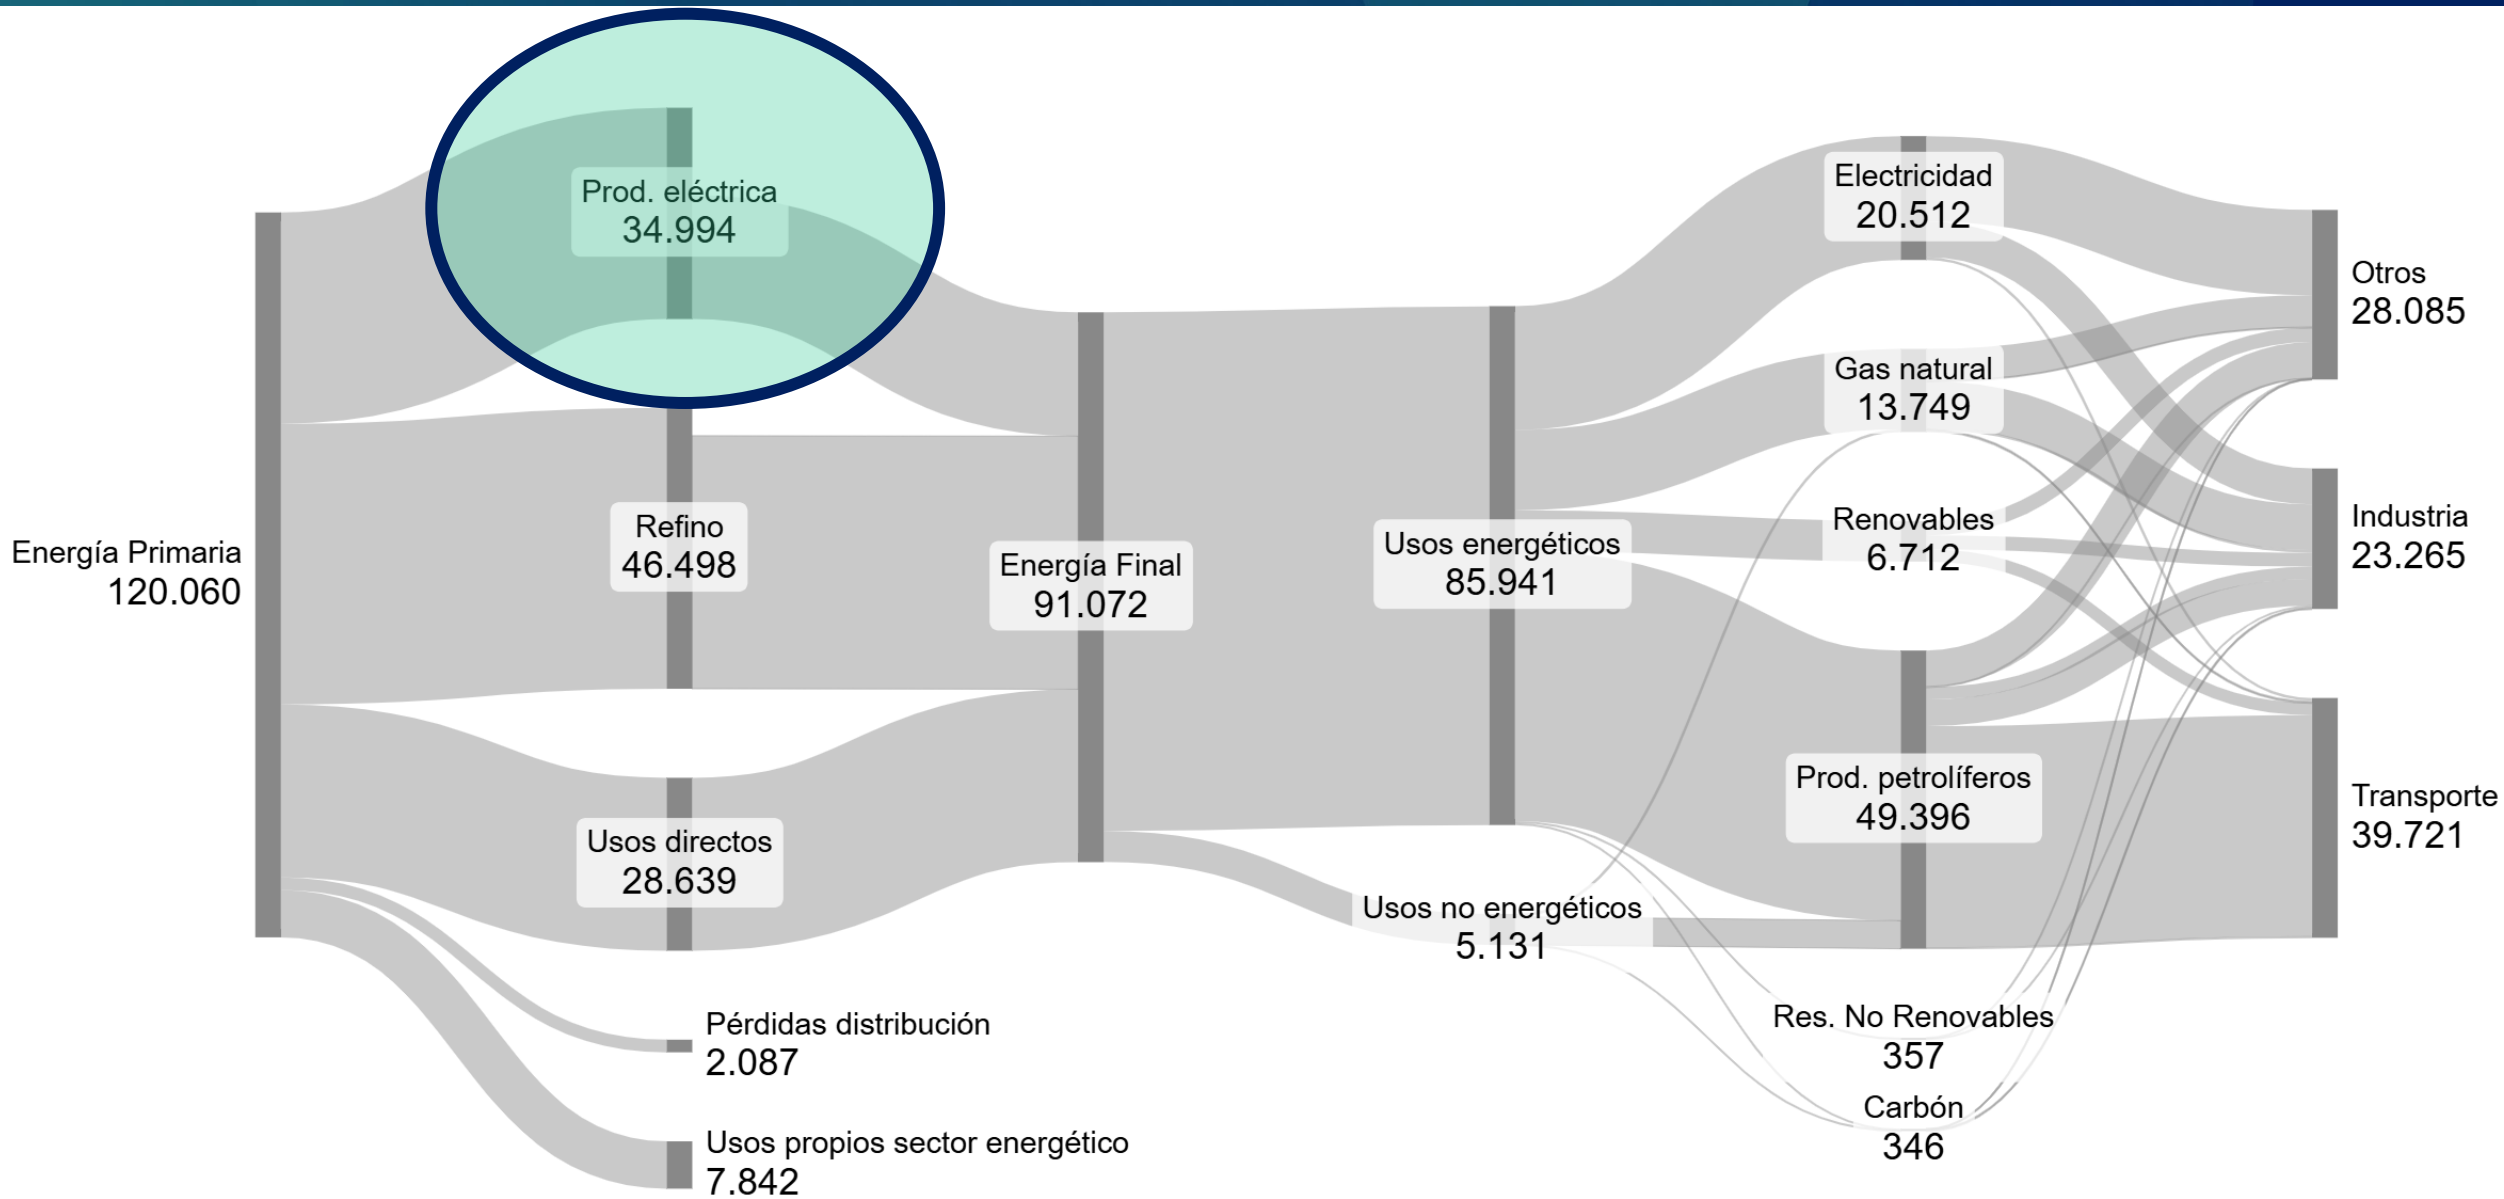 Energía Primaria
120.060
Prod. eléctrica
34.994
Refino
46.498
Usos directos
28.639
Pérdidas distribución
2.087
Usos propios sector energético
7.842
Energía Final
91.072
Usos energéticos
85.941
Usos no energéticos
5.131
Electricidad
20.512
Gas natural
13.749
Renovables
6.712
Prod. petrolíferos
49.396
Res. No Renovables
357
Carbón
346
Otros
28.085
Industria
23.265
Transporte
39.721